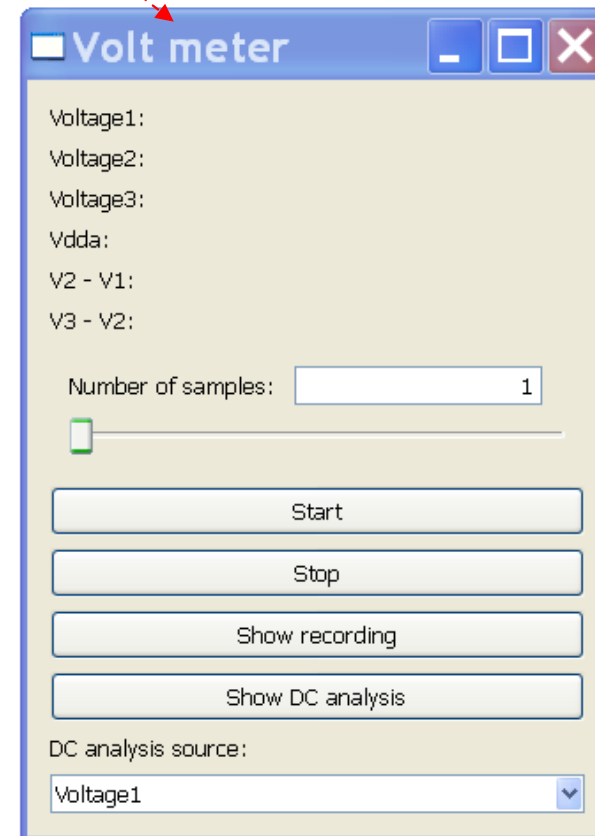 Volt meter
Voltage1:
Voltage2:
Voltage3:
Vdda:
V2 - V1:
V3 - V2:
Number of samples: 1
Start
Stop
Show recording
Show DC analysis
DC analysis source:
Voltage1